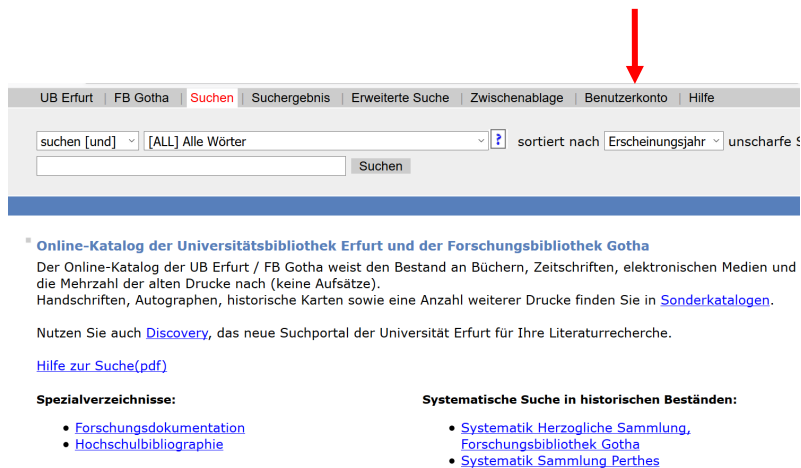 UB Erfurt | FB Gotha | Suchen | Suchergebnis | Erweiterte Suche | Zwischenablage | Benutzerkonto | Hilfe
suchen [und] [ALL] Alle Wörter ? sortiert nach Erscheinungsjahr unscharfe S
Suchen
Online-Katalog der Universitätsbibliothek Erfurt und der Forschungsbibliothek Gotha
Der Online-Katalog der UB Erfurt / FB Gotha weist den Bestand an Büchern, Zeitschriften, elektronischen Medien und
die Mehrzahl der alten Drucke nach (keine Aufsätze).
Handschriften, Autographen, historische Karten sowie eine Anzahl weiterer Drucke finden Sie in Sonderkatalogen.
Nutzen Sie auch Discovery, das neue Suchportal der Universität Erfurt für Ihre Literaturrecherche.
Hilfe zur Suche(pdf)
Spezialverzeichnisse:
• Forschungsdokumentation
• Hochschulbibliographie
Systematische Suche in historischen Beständen:
• Systematik Herzogliche Sammlung,
Forschungsbibliothek Gotha
• Systematik Sammlung Perthes